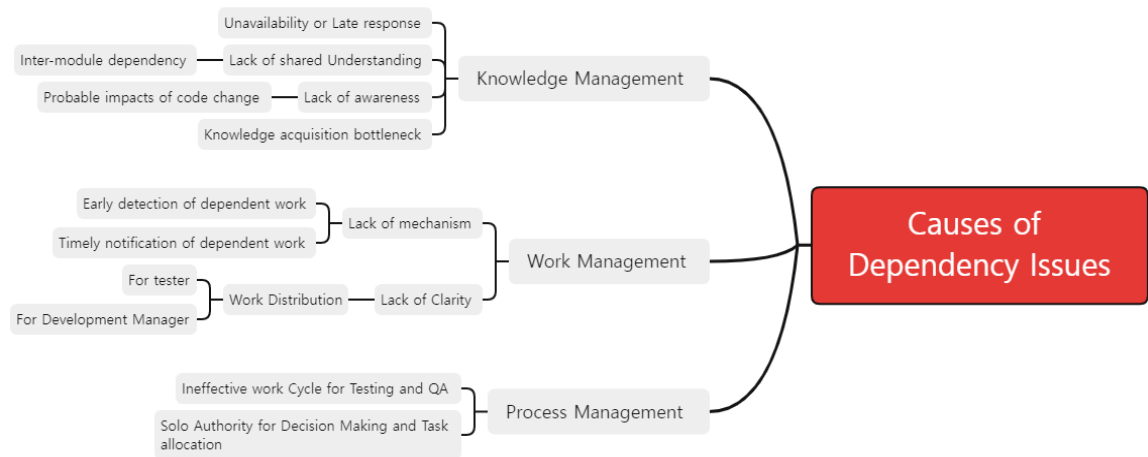 Unavailability or Late response
Inter-module dependency
Lack of shared Understanding
Knowledge Management
Probable impacts of code change
Lack of awareness
Knowledge acquisition bottleneck
Causes of
Dependency Issues
Early detection of dependent work
Lack of mechanism
Timely notification of dependent work
Work Management
For tester
Work Distribution
Lack of Clarity
For Development Manager
Ineffective work Cycle for Testing and QA
Process Management
Solo Authority for Decision Making and Task
allocation